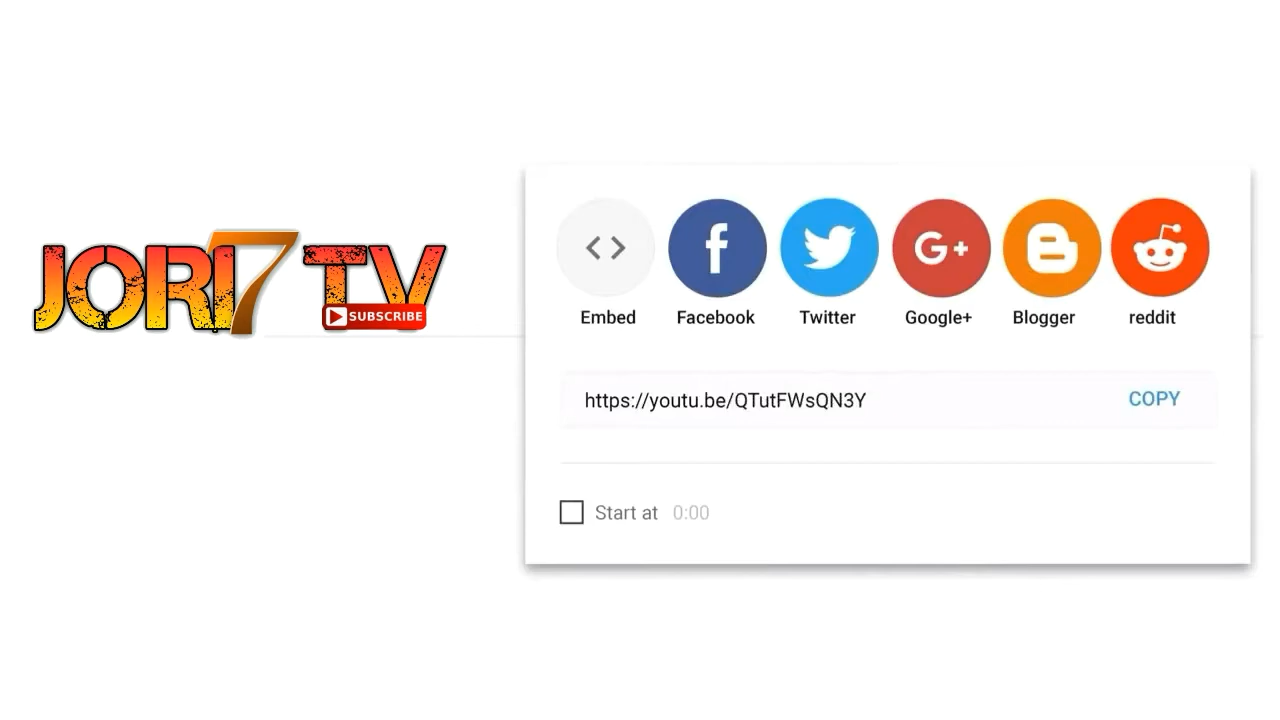 JORI7 TV
SUBSCRIBE
Embed Facebook Twitter Google+ Blogger reddit
https://youtu.be/QTutFWsQN3Y COPY
Start at 0:00